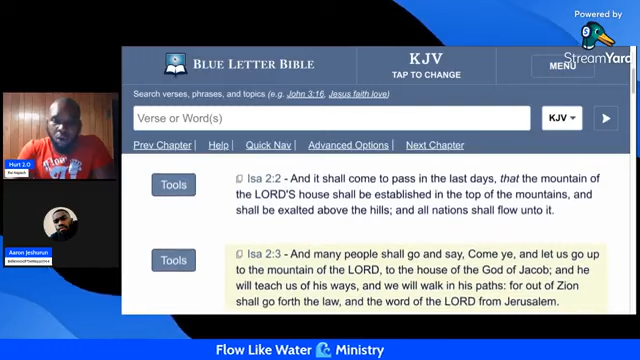 Powered by
StreamYard
BLUE LETTER BIBLE
KJV
TAP TO CHANGE
MENU
Search verses, phrases, and topics (e.g. John 3:16, Jesus faith love)
Verse or Word(s)
KJV
Prev Chapter | Help | Quick Nav | Advanced Options | Next Chapter
Tools
Isa 2:2 - And it shall come to pass in the last days, that the mountain of
the LORD'S house shall be established in the top of the mountains, and
shall be exalted above the hills; and all nations shall flow unto it.
Tools
Isa 2:3 - And many people shall go and say, Come ye, and let us go up
to the mountain of the LORD, to the house of the God of Jacob; and he
will teach us of his ways, and we will walk in his paths: for out of Zion
shall go forth the law, and the word of the LORD from Jerusalem.
Hurt 2.0
Aaron Jeshurun
Flow Like Water 🌊 Ministry